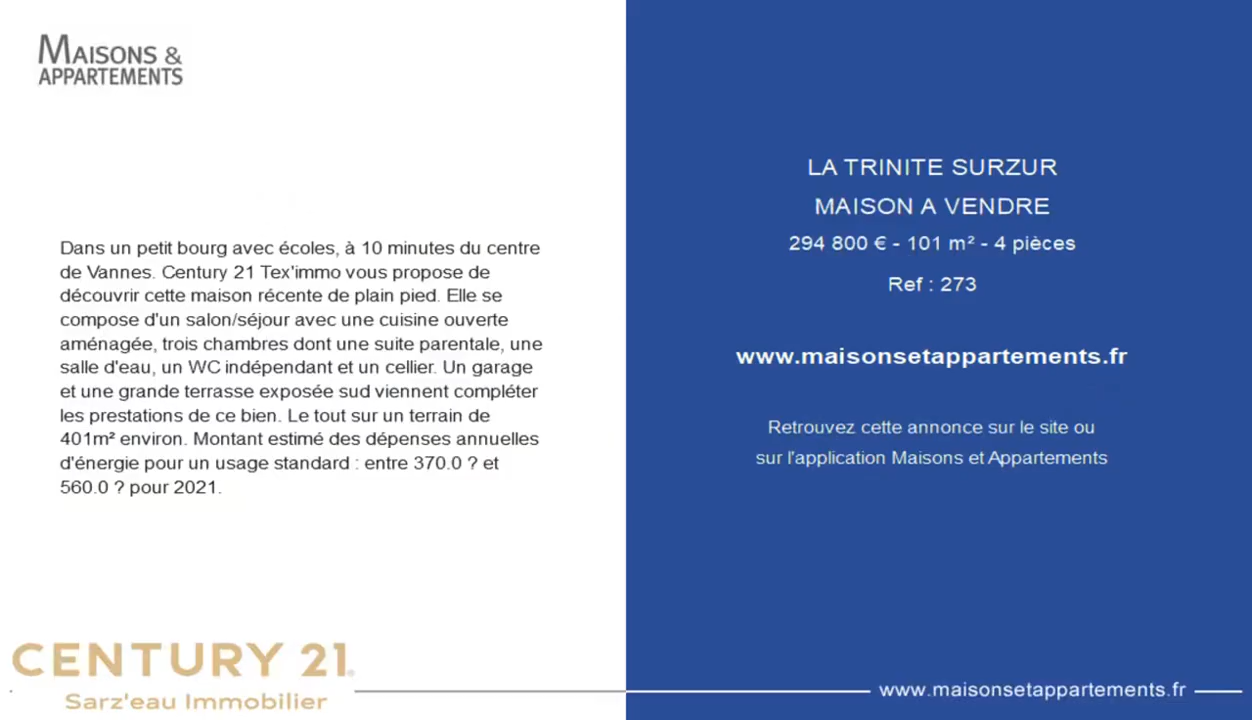 MAISONS &
APPARTEMENTS
Dans un petit bourg avec écoles, à 10 minutes du centre
de Vannes. Century 21 Tex'immo vous propose de
découvrir cette maison récente de plain pied. Elle se
compose d'un salon/séjour avec une cuisine ouverte
aménagée, trois chambres dont une suite parentale, une
salle d'eau, un WC indépendant et un cellier. Un garage
et une grande terrasse exposée sud viennent compléter
les prestations de ce bien. Le tout sur un terrain de
401m² environ. Montant estimé des dépenses annuelles
d'énergie pour un usage standard : entre 370.0 ? et
560.0 ? pour 2021.
CENTURY 21
Sarz'eau Immobilier
LA TRINITE SURZUR
MAISON A VENDRE
294 800 € - 101 m² - 4 pièces
Ref : 273
www.maisonsetappartements.fr
Retrouvez cette annonce sur le site ou
sur l'application Maisons et Appartements
www.maisonsetappartements.fr